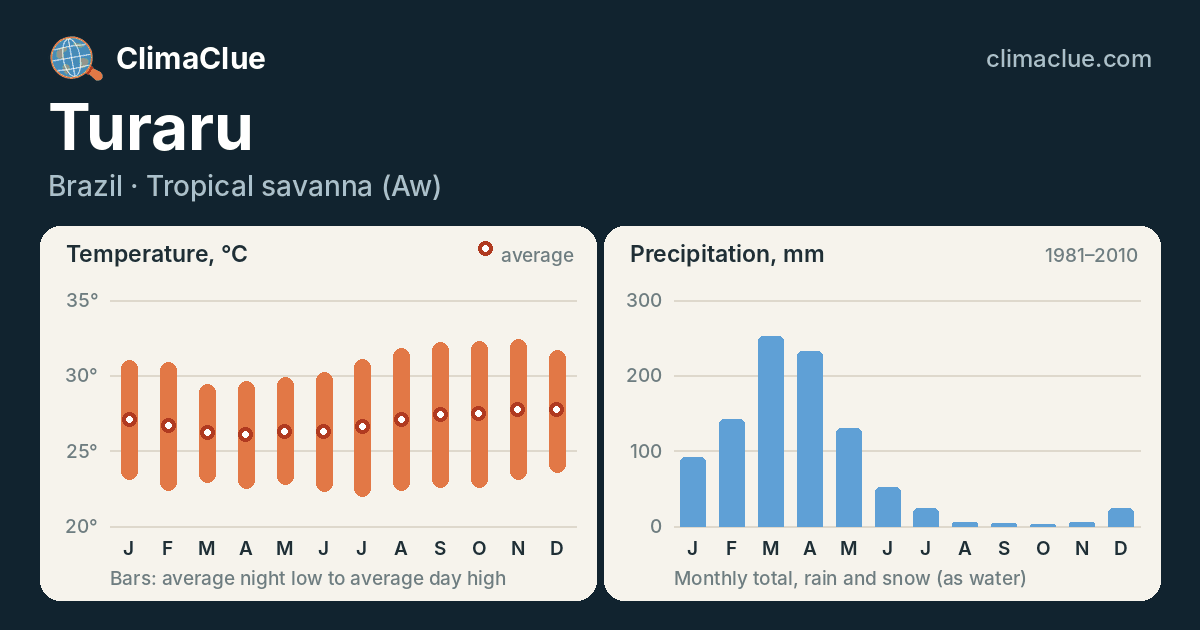 ClimaClue
climaclue.com
Turaru
Brazil · Tropical savanna (Aw)
Temperature, °C
average
35°
30°
25°
20°
J F M A M J J A S O N D
Bars: average night low to average day high
Precipitation, mm
1981–2010
300
200
100
0
J F M A M J J A S O N D
Monthly total, rain and snow (as water)